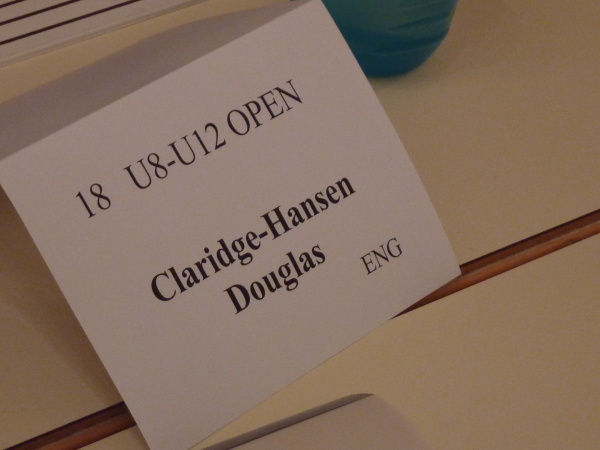 18 U8-U12 OPEN
Claridge-Hansen
Douglas ENG